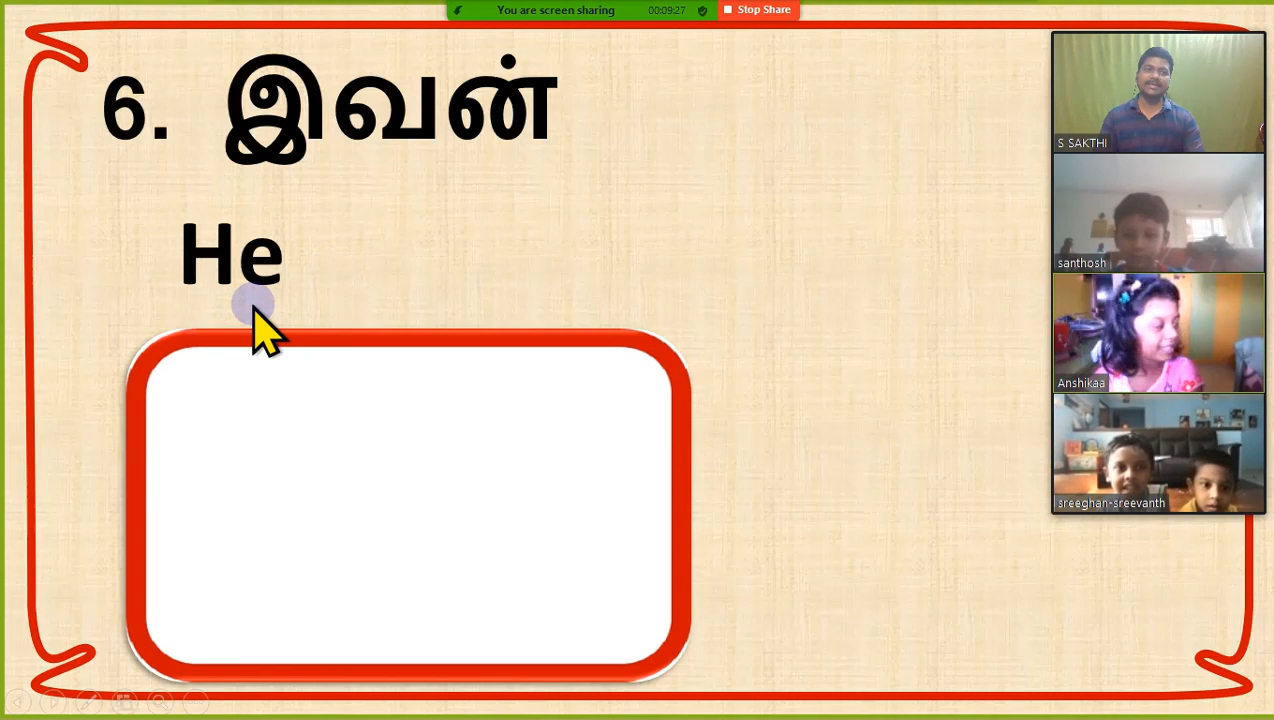 You are screen sharing 00:09:27 Stop Share
6. இவன்
He
S SAKTHI
santhosh
Anshikaa
sreeghan-sreevanth